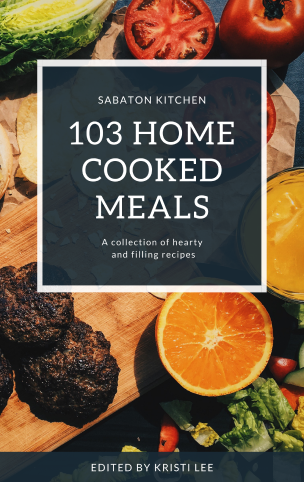 SABATON KITCHEN
103 HOME
COOKED
MEALS
A collection of hearty
and filling recipes
EDITED BY KRISTI LEE